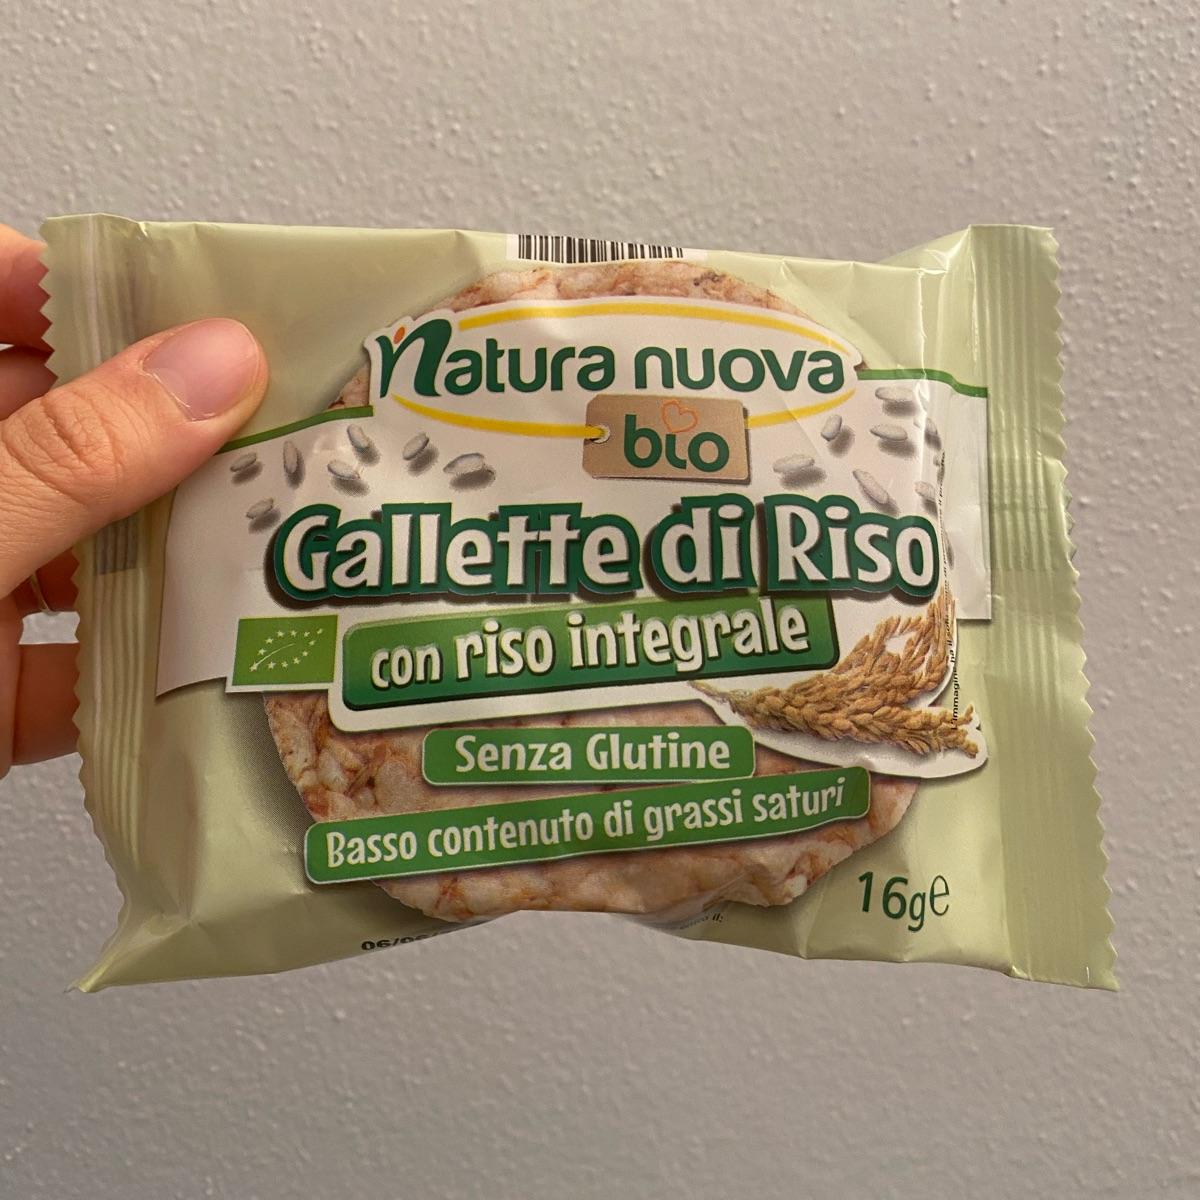 natura nuova
bio
Gallette di Riso
con riso integrale
Senza Glutine
Basso contenuto di grassi saturi
16g e